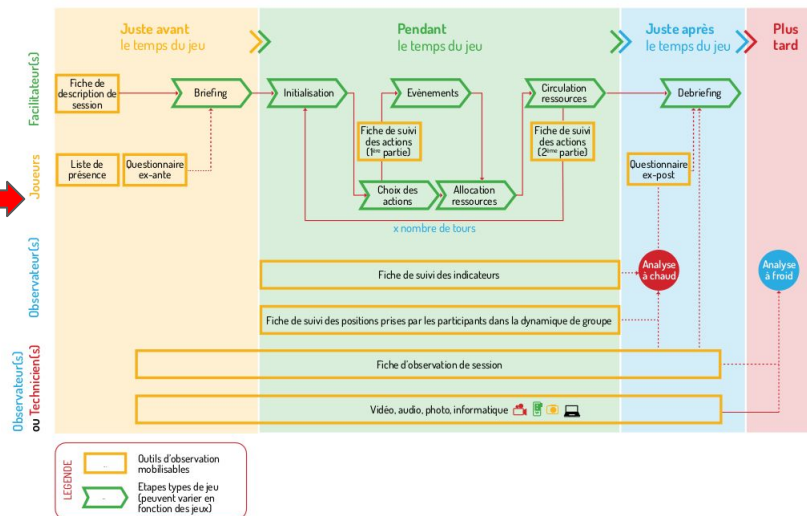 Juste avant
le temps du jeu
Pendant
le temps du jeu
Juste après
le temps du jeu
Plus
tard
Facilitateur(s)
Fiche de
description de
session
Briefing
Initialisation
Evènements
Circulation
ressources
Debriefing
Fiche de suivi
des actions
(1ère partie)
Fiche de suivi
des actions
(2ème partie)
Joueurs
Liste de
présence
Questionnaire
ex-ante
Choix des
actions
Allocation
ressources
Questionnaire
ex-post
x nombre de tours
Observateur(s)
Fiche de suivi des indicateurs
Analyse
à chaud
Analyse
à froid
Fiche de suivi des positions prises par les participants dans la dynamique de groupe
Observateur(s)
ou Technicien(s)
Fiche d'observation de session
Vidéo, audio, photo, informatique
LEGENDE
...
Outils d'observation
mobilisables
...
Etapes types de jeu
(peuvent varier en
fonction des jeux)